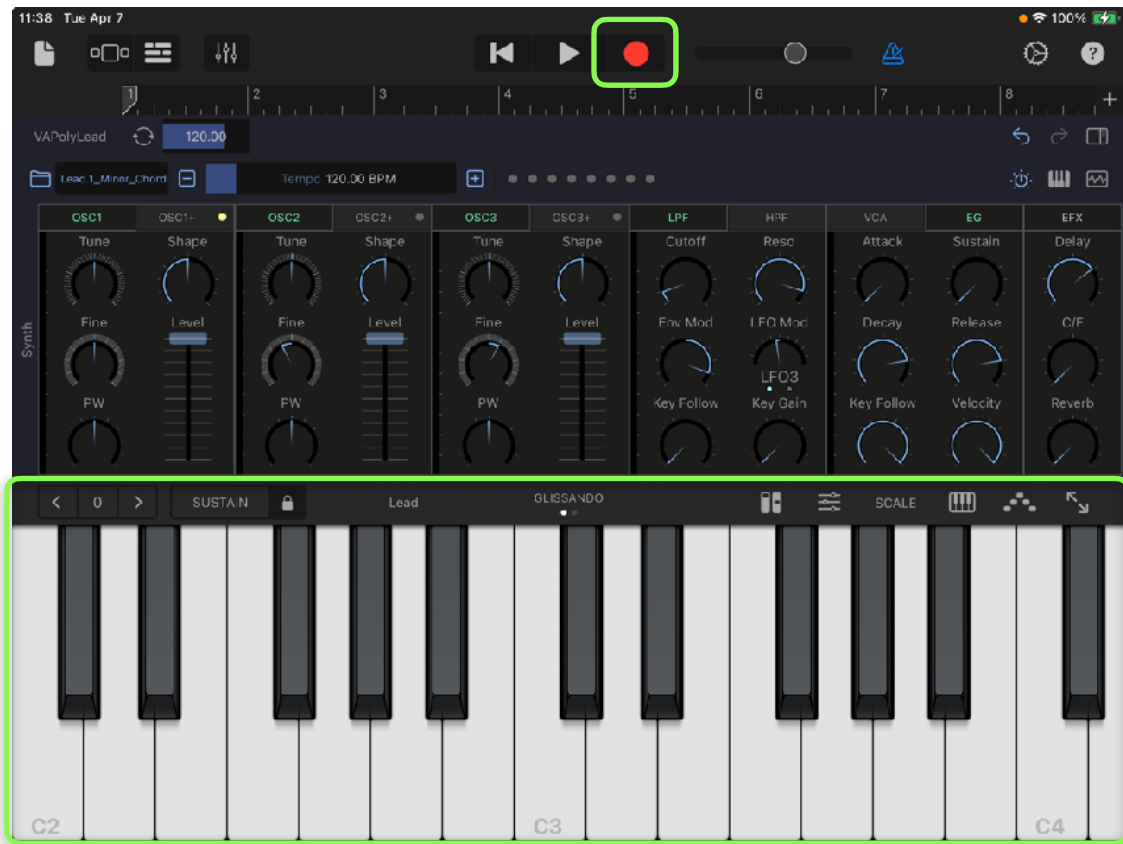 11:38 Tue Apr 7 100%
?
1 2 3 4 5 6 7 8 +
VAPolyLead 120.00
Lead 1_Minor_Chord Tempo 120.00 BPM
OSC1 OSC1+ OSC2 OSC2+ OSC3 OSC3+ LPF HPF VCA EG EFX
Tune Shape Tune Shape Tune Shape Cutoff Reso Attack Sustain Delay
Fine Level Fine Level Fine Level Env Mod LFO Mod Decay Release C/F
Synth
LFO3
PW PW PW Key Follow Key Gain Key Follow Velocity Reverb
< 0 > SUSTAIN Lead GLISSANDO SCALE
C2 C3 C4